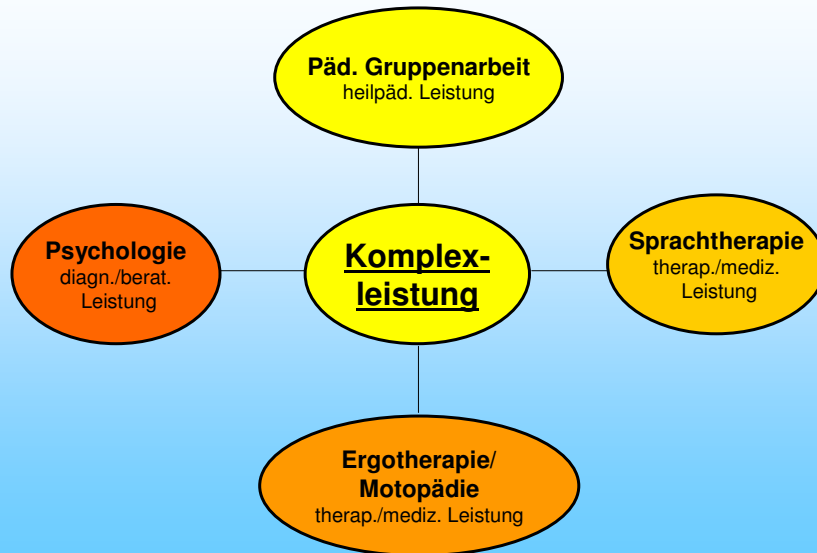 Päd. Gruppenarbeit
heilpäd. Leistung
Psychologie
diagn./berat.
Leistung
Komplex-
leistung
Sprachtherapie
therap./mediz.
Leistung
Ergotherapie/
Motopädie
therap./mediz. Leistung